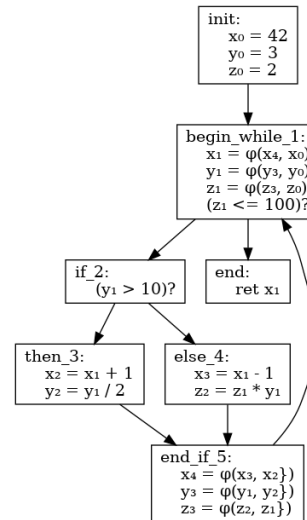 init:
x₀ = 42
y₀ = 3
z₀ = 2
begin_while_1:
x₁ = φ(x₄, x₀)
y₁ = φ(y₃, y₀)
z₁ = φ(z₃, z₀)
(z₁ <= 100)?
if_2:
(y₁ > 10)?
end:
ret x₁
then_3:
x₂ = x₁ + 1
y₂ = y₁ / 2
else_4:
x₃ = x₁ - 1
z₂ = z₁ * y₁
end_if_5:
x₄ = φ(x₃, x₂})
y₃ = φ(y₁, y₂})
z₃ = φ(z₂, z₁})